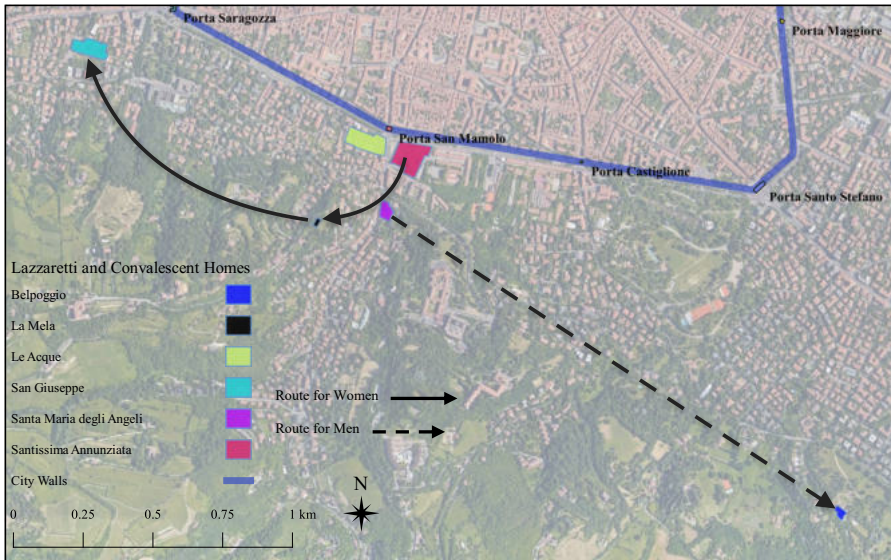 Porta Saragozza
Porta Maggiore
Porta San Mamolo
Porta Castiglione
Porta Santo Stefano
Lazzaretti and Convalescent Homes
Belpoggio
La Mela
Le Acque
San Giuseppe
Santa Maria degli Angeli
Santissima Annunziata
City Walls
Route for Women
Route for Men
N
0 0.25 0.5 0.75 1 km